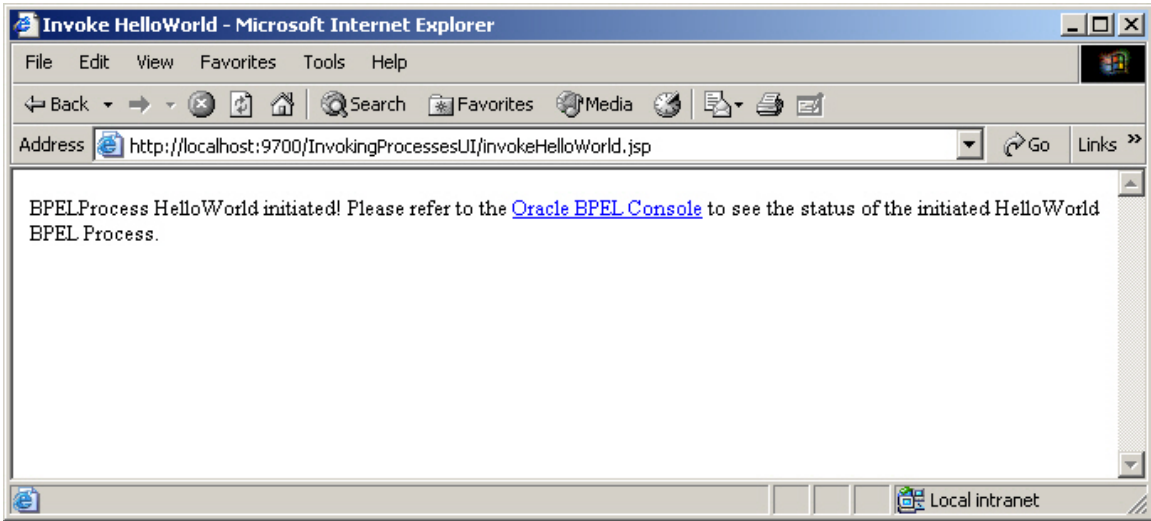 Invoke HelloWorld - Microsoft Internet Explorer
File Edit View Favorites Tools Help
Back Search Favorites Media
Address http://localhost:9700/InvokingProcessesUI/invokeHelloWorld.jsp Go Links »
BPELProcess HelloWorld initiated! Please refer to the Oracle BPEL Console to see the status of the initiated HelloWorld
BPEL Process.
Local intranet